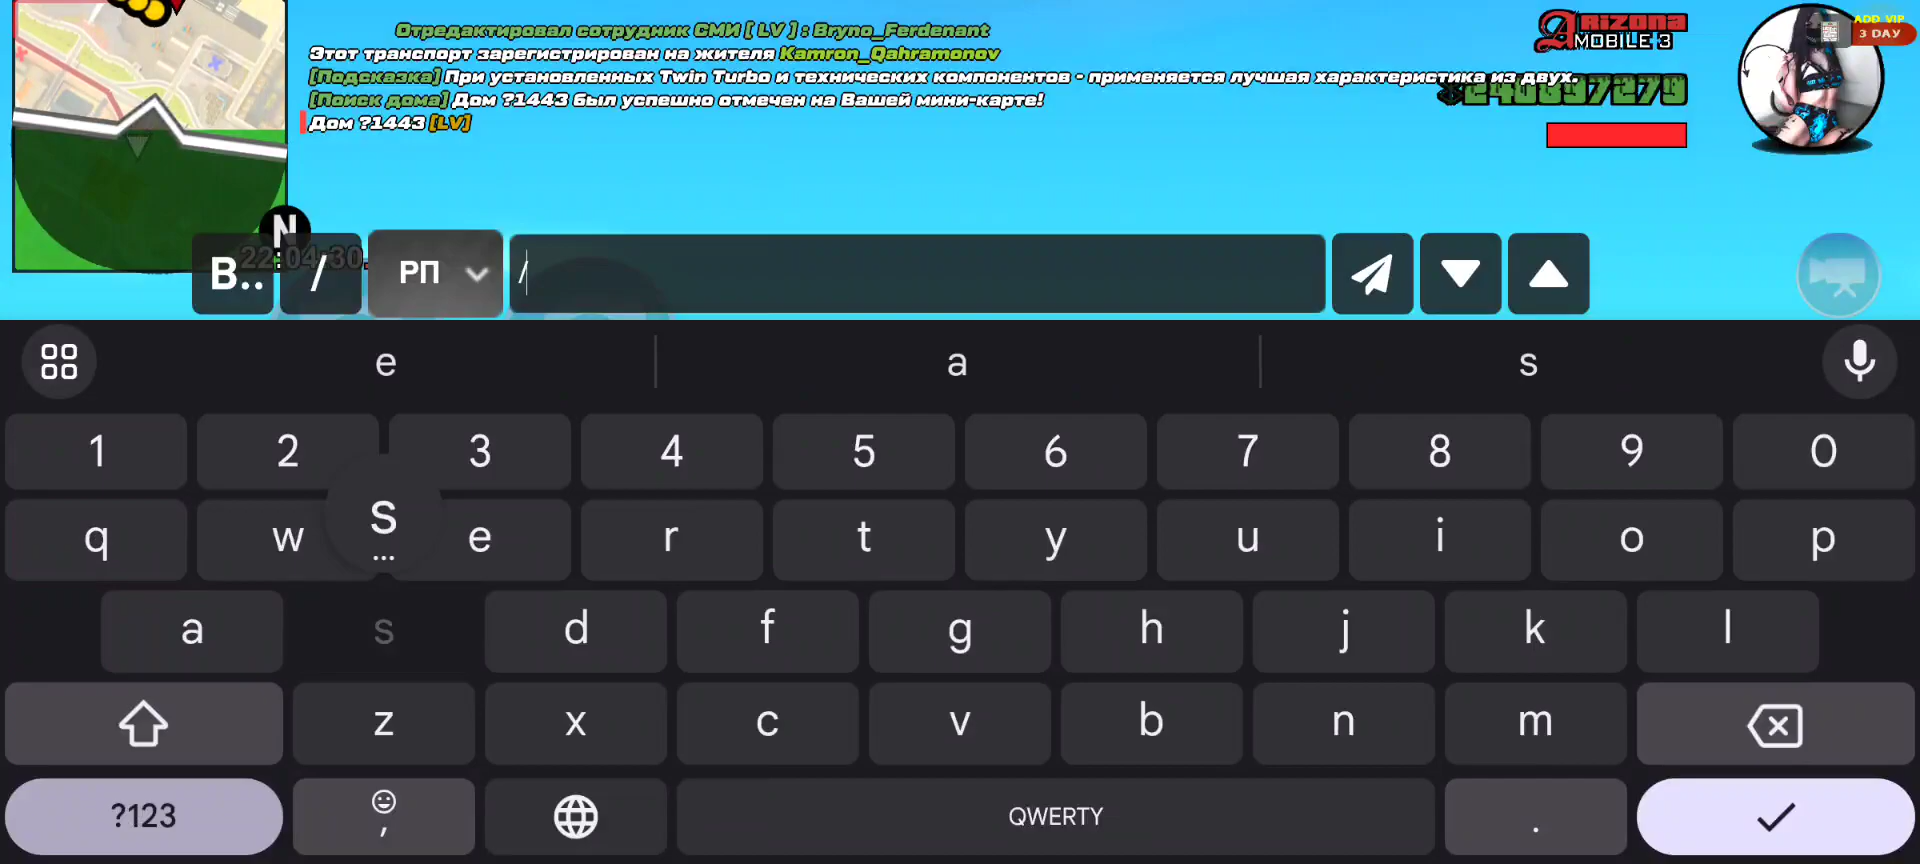 Отредактировал сотрудник СМИ [ LV ] : Bryno_Ferdenant
Этот транспорт зарегистрирован на жителя Kamron_Qahramonov
[Подсказка] При установленных Twin Turbo и технических компонентов - применяется лучшая характеристика из двух.
[Поиск дома] Дом ?1443 был успешно отмечен на Вашей мини-карте!
Дом ?1443 [LV]
ARIZONA
MOBILE 3
$240897279
ADD VIP
3 DAY
N
22:04:30
В..
/
РП
/
e a s
1 2 3 4 5 6 7 8 9 0
s
...
q w e r t y u i o p
a s d f g h j k l
z x c v b n m
?123
,
QWERTY
.